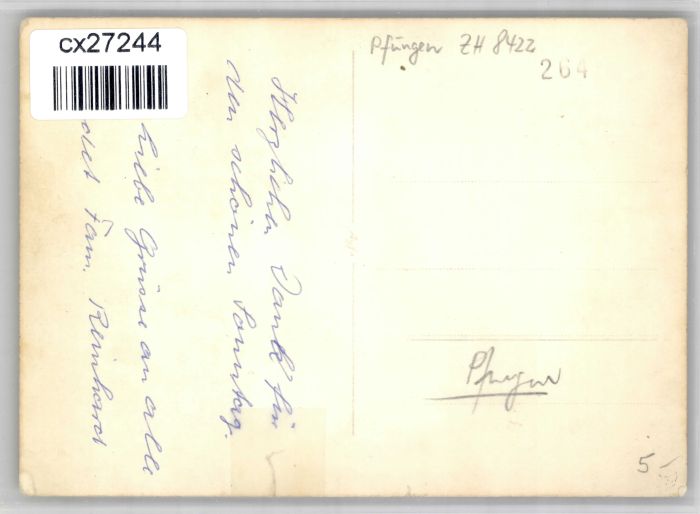 cx27244
Pfungen ZH 8422
264
Herzlichen Dank für
den schönen Sonntag.
Liebe Grüsse an alle
Fam. Reinhard
Pfungen
5.-